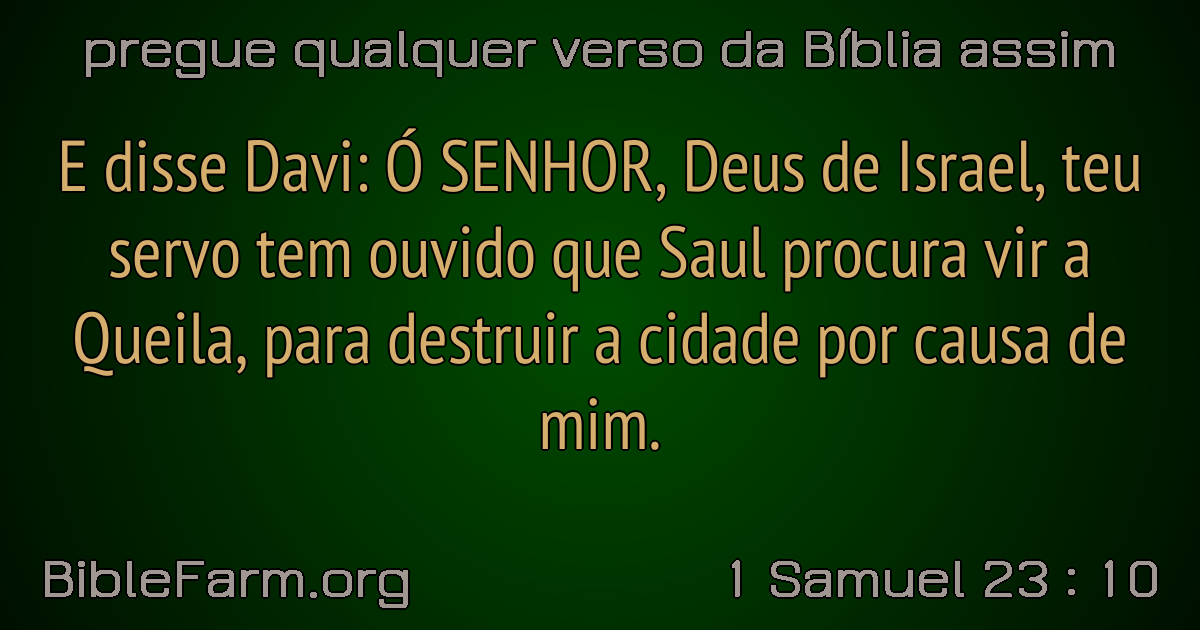 pregue qualquer verso da Bíblia assim
E disse Davi: Ó SENHOR, Deus de Israel, teu
servo tem ouvido que Saul procura vir a
Queila, para destruir a cidade por causa de
mim.
BibleFarm.org
1 Samuel 23 : 10